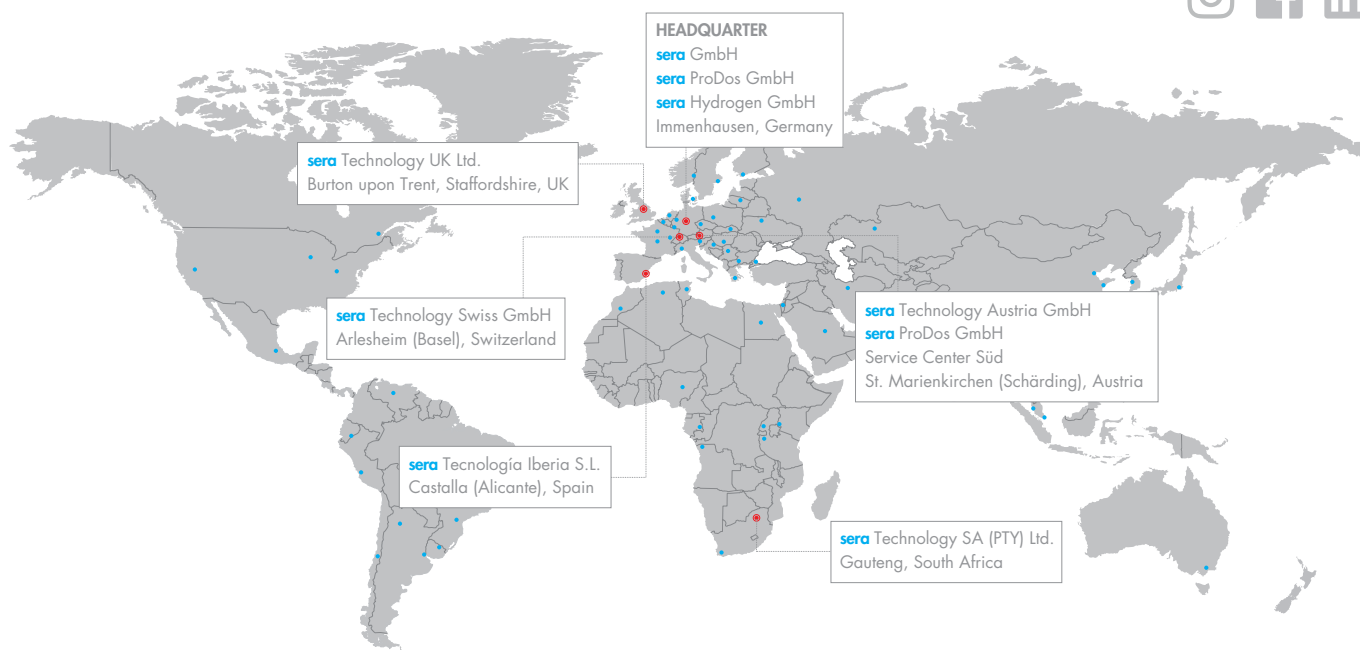 HEADQUARTER
sera GmbH
sera ProDos GmbH
sera Hydrogen GmbH
Immenhausen, Germany
sera Technology UK Ltd.
Burton upon Trent, Staffordshire, UK
sera Technology Swiss GmbH
Arlesheim (Basel), Switzerland
sera Technology Austria GmbH
sera ProDos GmbH
Service Center Süd
St. Marienkirchen (Schärding), Austria
sera Tecnología Iberia S.L.
Castalla (Alicante), Spain
sera Technology SA (PTY) Ltd.
Gauteng, South Africa